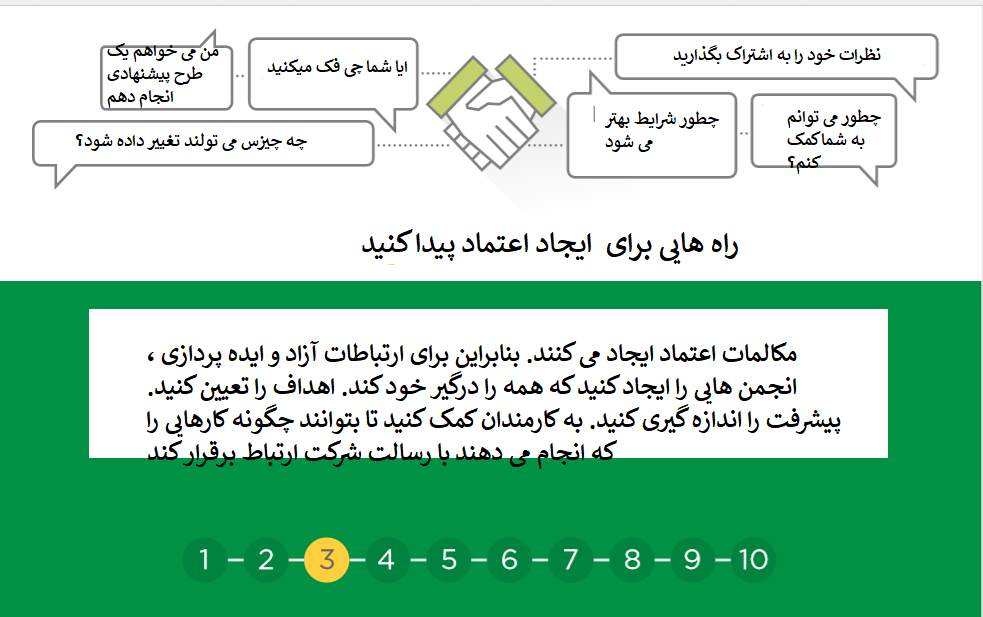 نظرات خود را به اشتراک بگذارید
ایا شما چی فک میکنید
من می خواهم یک
طرح پیشنهادی
انجام دهم
چطور می توانم
به شما کمک
کنم؟
چطور شرایط بهتر
می شود
چه چیزس می تولند تغییر داده شود؟
راه هایی برای ایجاد اعتماد پیدا کنید
مکالمات اعتماد ایجاد می کنند. بنابراین برای ارتباطات آزاد و ایده پردازی ،
انجمن هایی را ایجاد کنید که همه را درگیر خود کند. اهداف را تعیین کنید.
پیشرفت را اندازه گیری کنید. به کارمندان کمک کنید تا بتوانند چگونه کارهایی را
که انجام می دهند با رسالت شرکت ارتباط برقرار کند
1 – 2 – 3 – 4 – 5 – 6 – 7 – 8 – 9 – 10